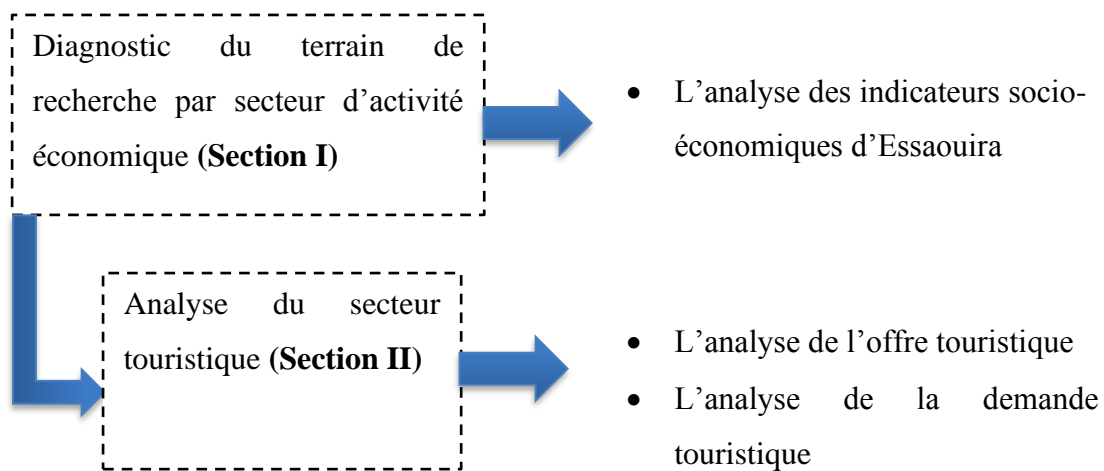 Diagnostic du terrain de
recherche par secteur d’activité
économique (Section I)
• L’analyse des indicateurs socio-
économiques d’Essaouira
Analyse du secteur
touristique (Section II)
• L’analyse de l’offre touristique
• L’analyse de la demande
touristique